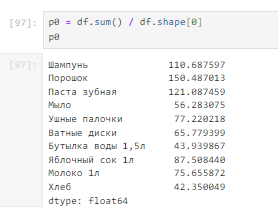 [97]: p0 = df.sum() / df.shape[0]
p0
[97]: Шампунь 110.687597
Порошок 150.487013
Паста зубная 121.087459
Мыло 56.283075
Ушные палочки 77.220218
Ватные диски 65.779399
Бутылка воды 1,5л 43.939867
Яблочный сок 1л 87.508440
Молоко 1л 75.655872
Хлеб 42.350049
dtype: float64